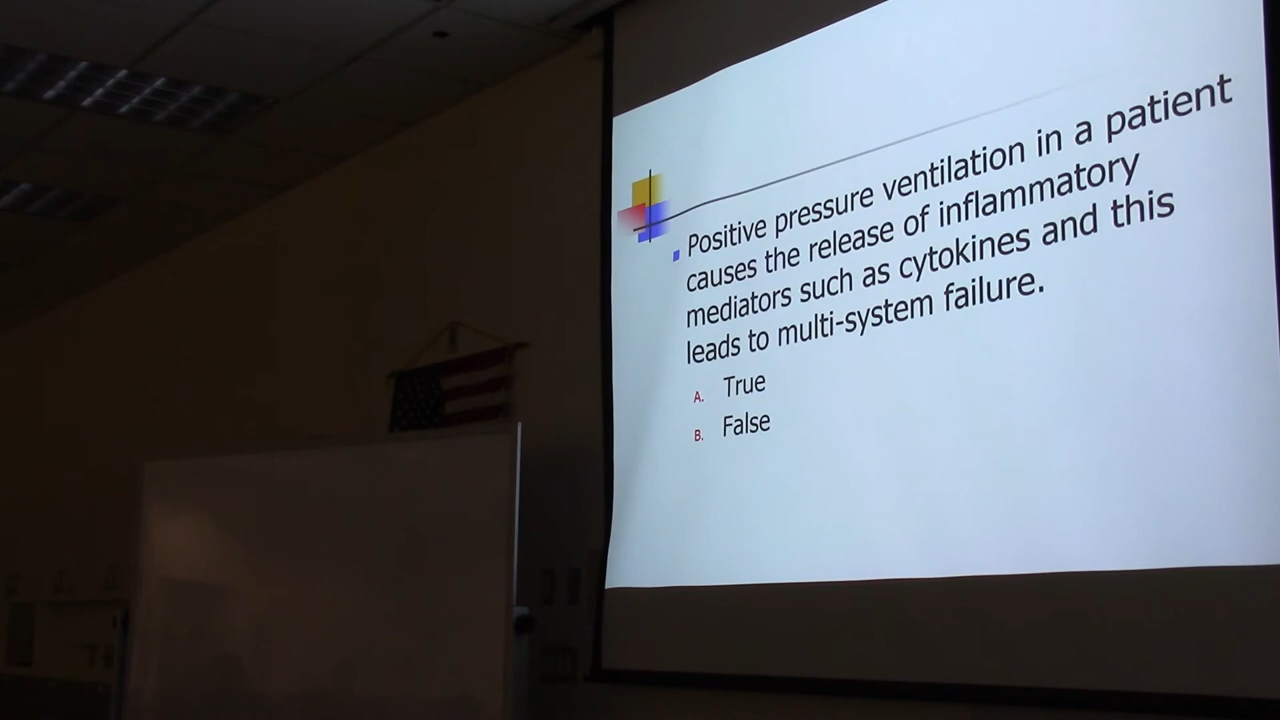 Positive pressure ventilation in a patient
causes the release of inflammatory
mediators such as cytokines and this
leads to multi-system failure.
A. True
B. False